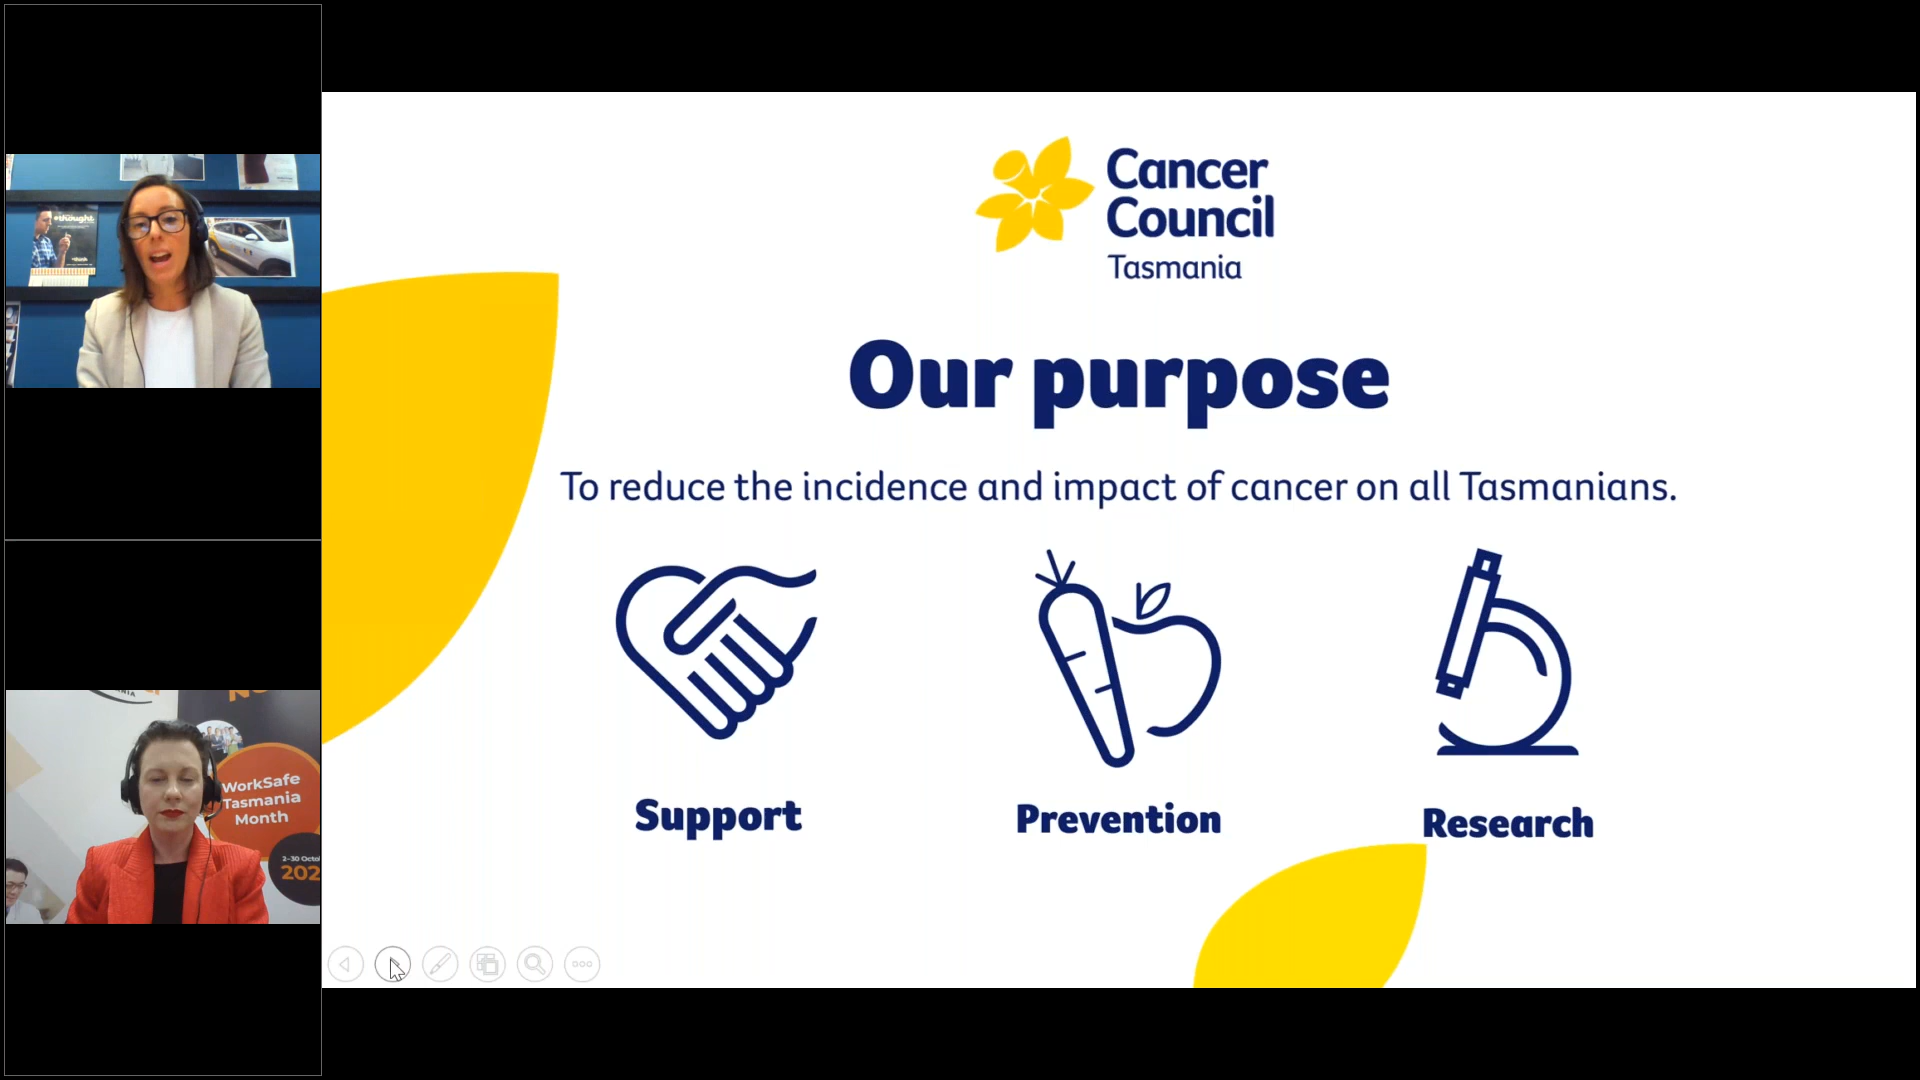 Cancer
Council
Tasmania
Our purpose
To reduce the incidence and impact of cancer on all Tasmanians.
Support
Prevention
Research
WorkSafe
Tasmania
Month